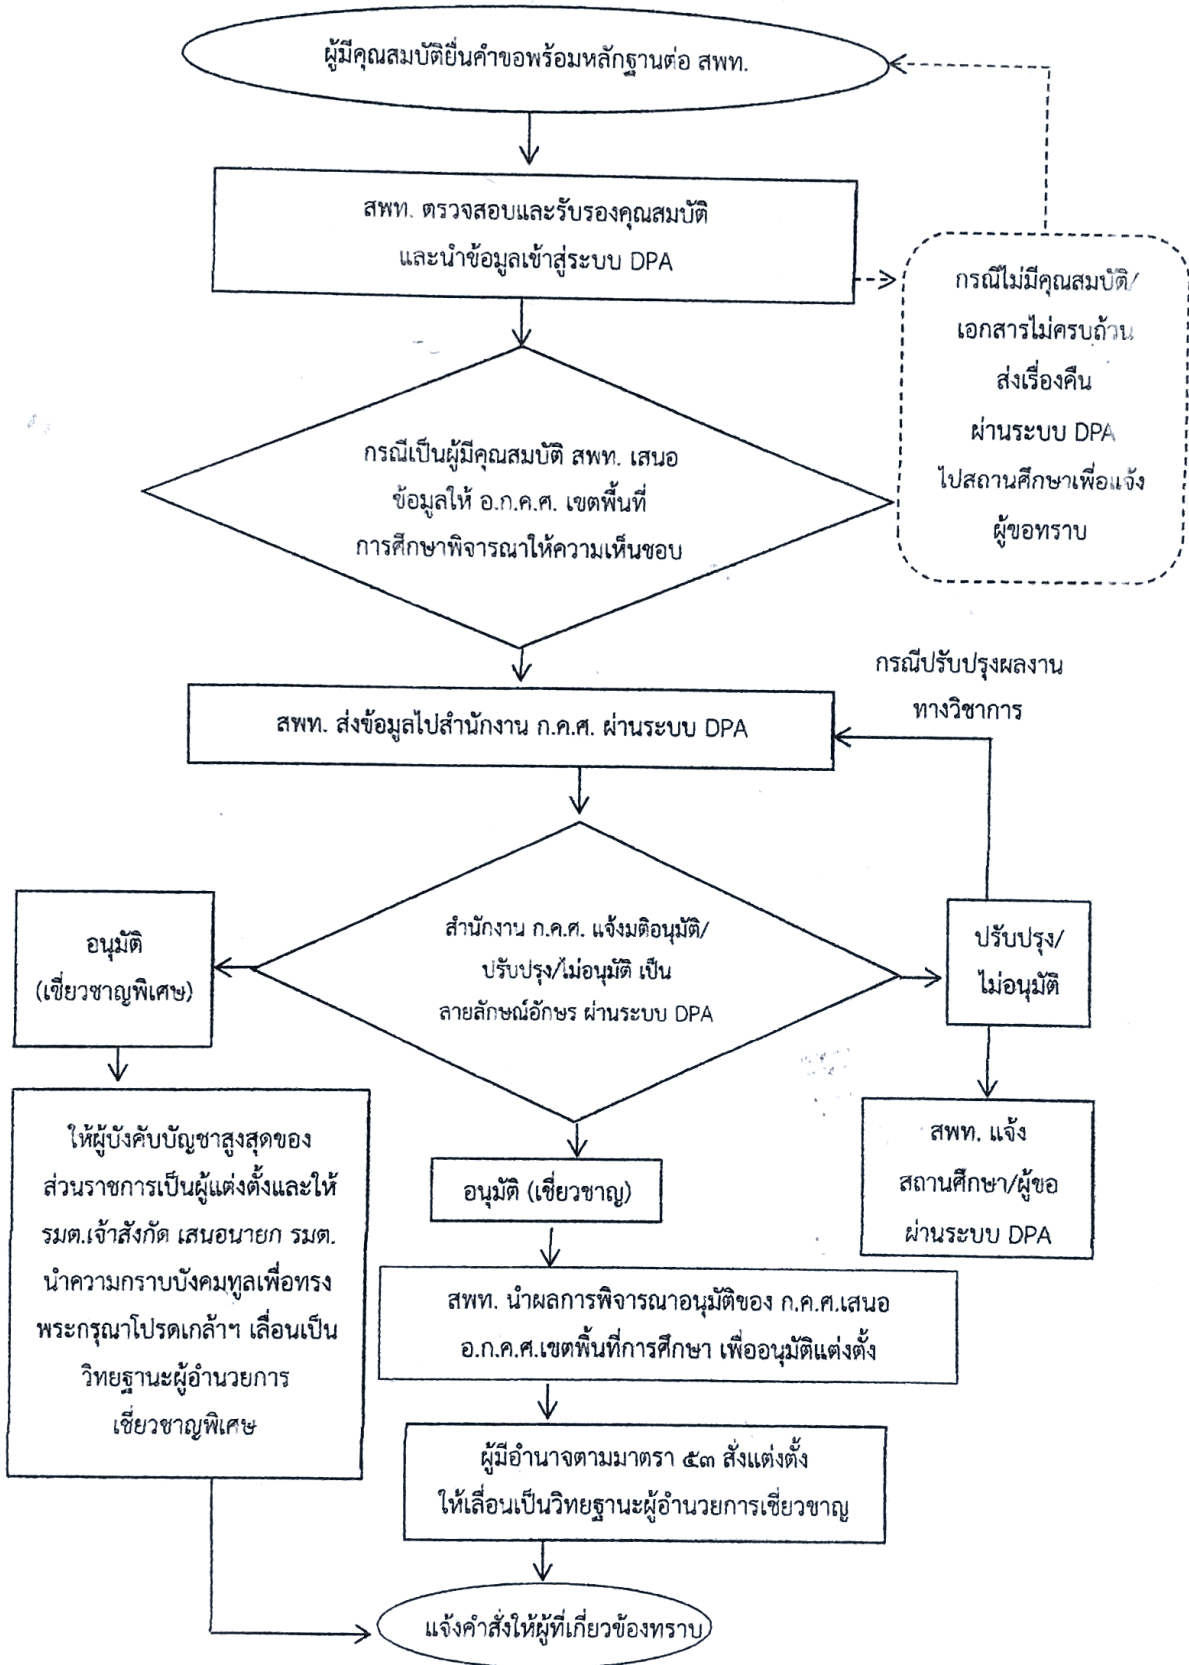 ผู้มีคุณสมบัติยื่นคำขอพร้อมหลักฐานต่อ สพท.
สพท. ตรวจสอบและรับรองคุณสมบัติ
และนำข้อมูลเข้าสู่ระบบ DPA
กรณีไม่มีคุณสมบัติ/
เอกสารไม่ครบถ้วน
ส่งเรื่องคืน
ผ่านระบบ DPA
ไปสถานศึกษาเพื่อแจ้ง
ผู้ขอทราบ
กรณีเป็นผู้มีคุณสมบัติ สพท. เสนอ
ข้อมูลให้ อ.ก.ค.ศ. เขตพื้นที่
การศึกษาพิจารณาให้ความเห็นชอบ
กรณีปรับปรุงผลงาน
ทางวิชาการ
สพท. ส่งข้อมูลไปสำนักงาน ก.ค.ศ. ผ่านระบบ DPA
สำนักงาน ก.ค.ศ. แจ้งมติอนุมัติ/
ปรับปรุง/ไม่อนุมัติ เป็น
ลายลักษณ์อักษร ผ่านระบบ DPA
อนุมัติ
(เชี่ยวชาญพิเศษ)
ปรับปรุง/
ไม่อนุมัติ
ให้ผู้บังคับบัญชาสูงสุดของ
ส่วนราชการเป็นผู้แต่งตั้งและให้
รมต.เจ้าสังกัด เสนอนายก รมต.
นำความกราบบังคมทูลเพื่อทรง
พระกรุณาโปรดเกล้าฯ เลื่อนเป็น
วิทยฐานะผู้อำนวยการ
เชี่ยวชาญพิเศษ
สพท. แจ้ง
สถานศึกษา/ผู้ขอ
ผ่านระบบ DPA
อนุมัติ (เชี่ยวชาญ)
สพท. นำผลการพิจารณาอนุมัติของ ก.ค.ศ.เสนอ
อ.ก.ค.ศ.เขตพื้นที่การศึกษา เพื่ออนุมัติแต่งตั้ง
ผู้มีอำนาจตามมาตรา ๕๓ สั่งแต่งตั้ง
ให้เลื่อนเป็นวิทยฐานะผู้อำนวยการเชี่ยวชาญ
แจ้งคำสั่งให้ผู้ที่เกี่ยวข้องทราบ